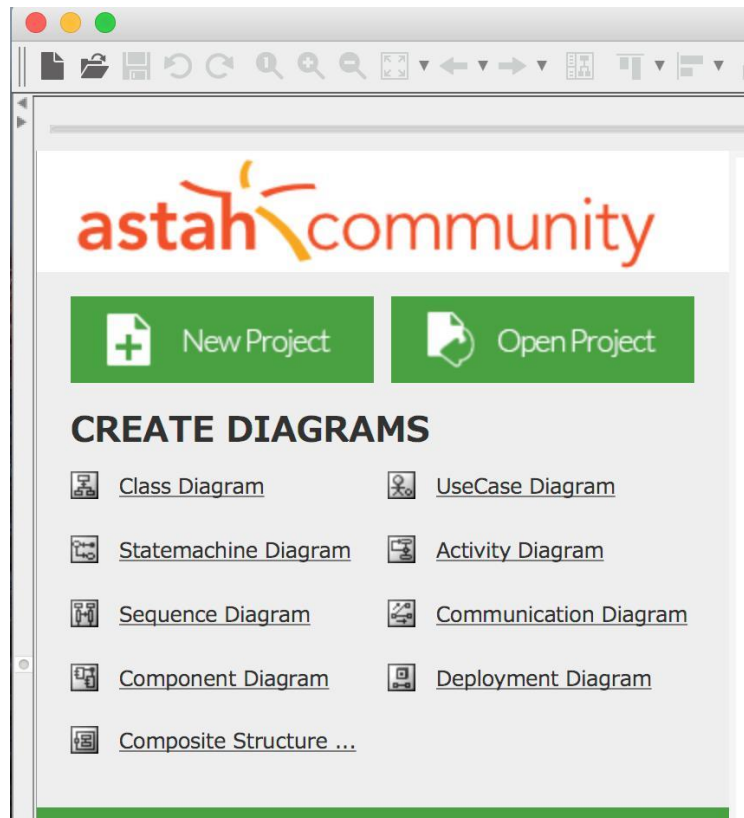 astah community
New Project Open Project
CREATE DIAGRAMS
Class Diagram UseCase Diagram
Statemachine Diagram Activity Diagram
Sequence Diagram Communication Diagram
Component Diagram Deployment Diagram
Composite Structure ...